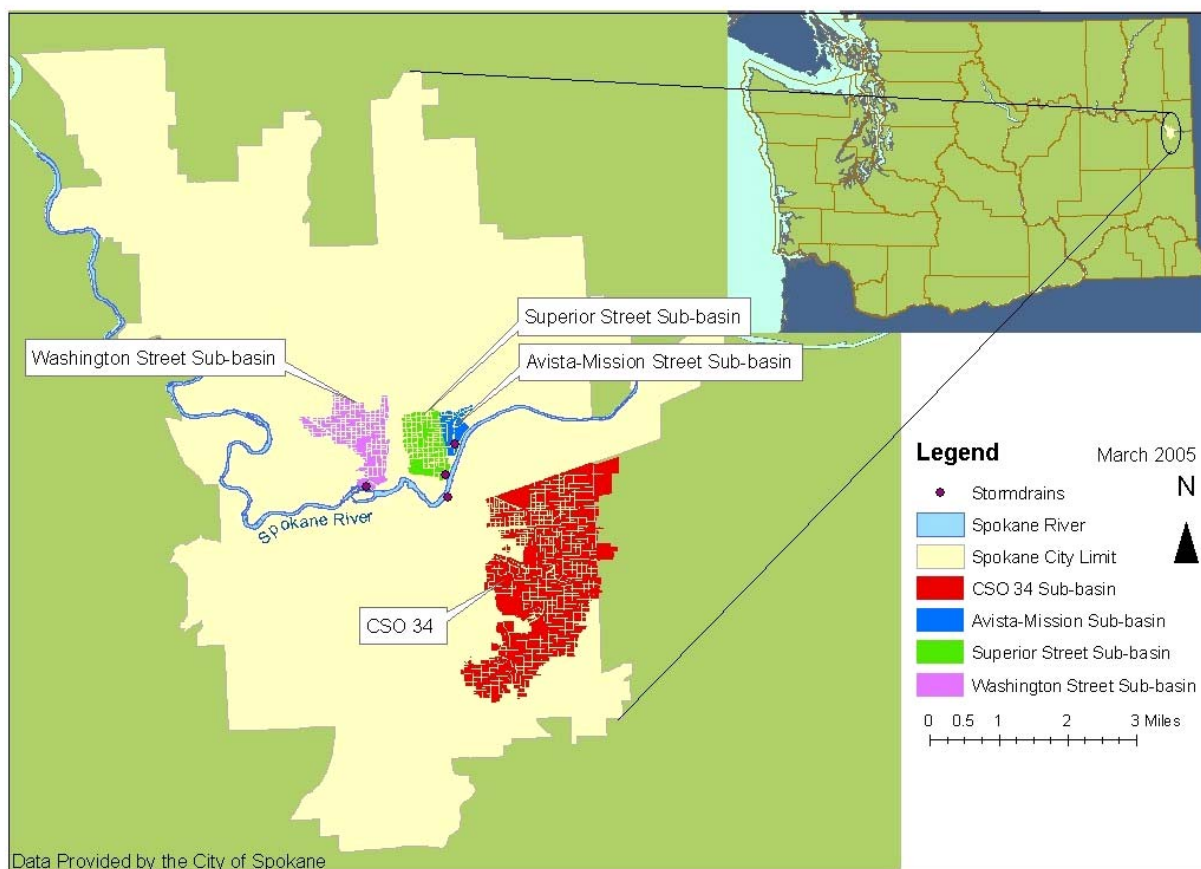 Superior Street Sub-basin
Washington Street Sub-basin
Avista-Mission Street Sub-basin
Spokane River
CSO 34
Legend
March 2005
N
Stormdrains
Spokane River
Spokane City Limit
CSO 34 Sub-basin
Avista-Mission Sub-basin
Superior Street Sub-basin
Washington Street Sub-basin
0 0.5 1 2 3 Miles
Data Provided by the City of Spokane